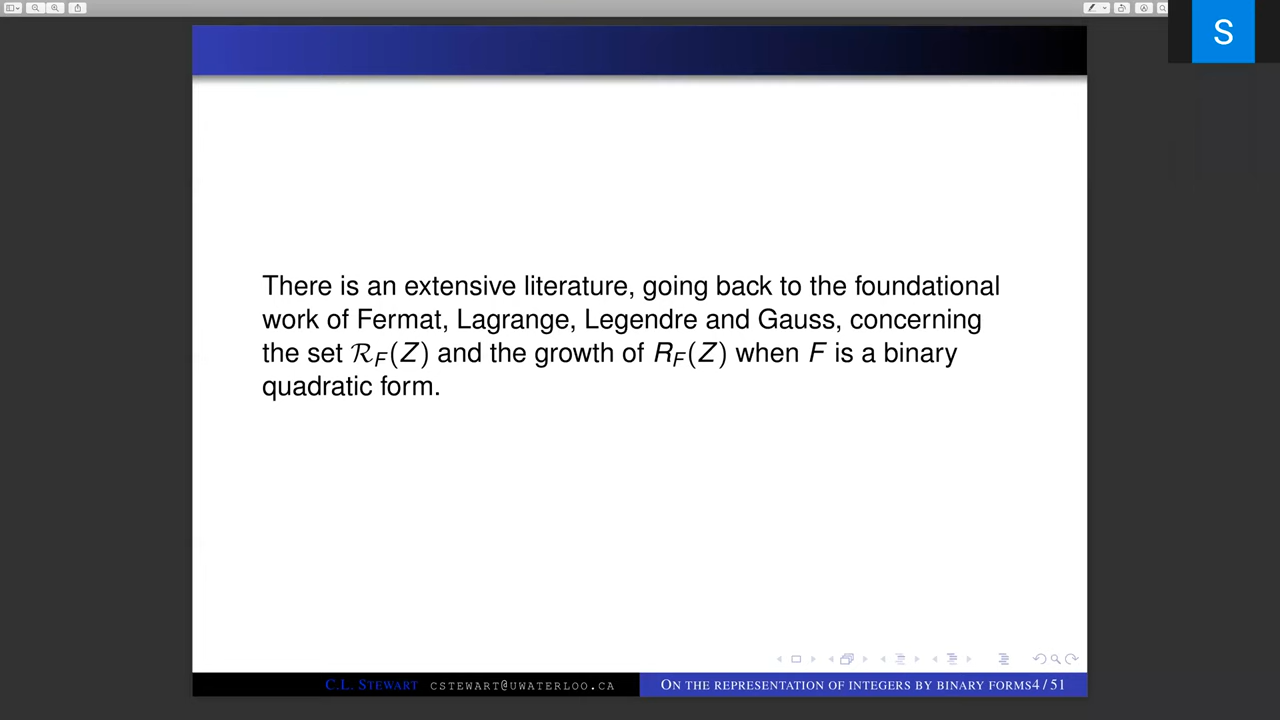 S
There is an extensive literature, going back to the foundational
work of Fermat, Lagrange, Legendre and Gauss, concerning
the set ℛ_F(Z) and the growth of R_F(Z) when F is a binary
quadratic form.
C.L. STEWART CSTEWART@UWATERLOO.CA ON THE REPRESENTATION OF INTEGERS BY BINARY FORMS4 / 51